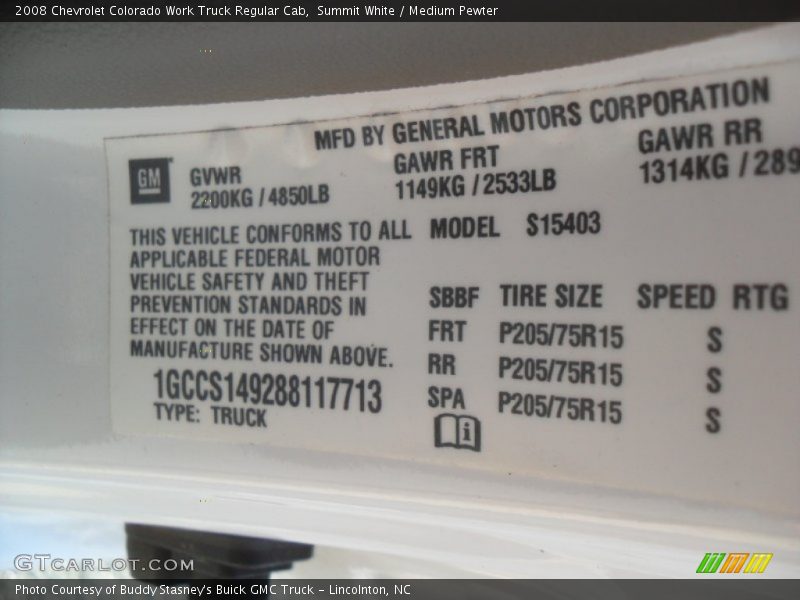 2008 Chevrolet Colorado Work Truck Regular Cab, Summit White / Medium Pewter
MFD BY GENERAL MOTORS CORPORATION
GM
GVWR GAWR FRT GAWR RR
2200KG / 4850LB 1149KG / 2533LB 1314KG / 289
THIS VEHICLE CONFORMS TO ALL
APPLICABLE FEDERAL MOTOR
VEHICLE SAFETY AND THEFT
PREVENTION STANDARDS IN
EFFECT ON THE DATE OF
MANUFACTURE SHOWN ABOVE.
1GCCS149288117713
TYPE: TRUCK
MODEL S15403
SBBF TIRE SIZE SPEED RTG
FRT P205/75R15 S
RR P205/75R15 S
SPA P205/75R15 S
i
GTcarlot.com
Photo Courtesy of Buddy Stasney's Buick GMC Truck - Lincolnton, NC